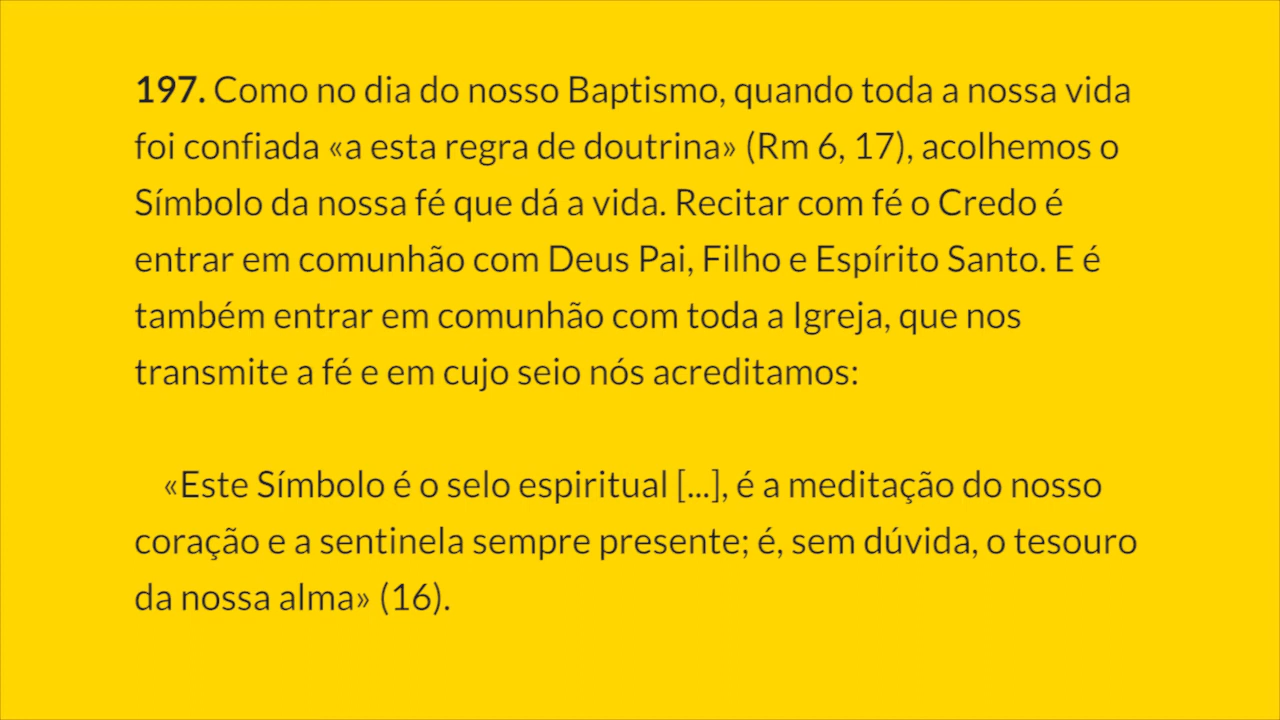 197. Como no dia do nosso Baptismo, quando toda a nossa vida
foi confiada «a esta regra de doutrina» (Rm 6, 17), acolhemos o
Símbolo da nossa fé que dá a vida. Recitar com fé o Credo é
entrar em comunhão com Deus Pai, Filho e Espírito Santo. E é
também entrar em comunhão com toda a Igreja, que nos
transmite a fé e em cujo seio nós acreditamos:
«Este Símbolo é o selo espiritual [...], é a meditação do nosso
coração e a sentinela sempre presente; é, sem dúvida, o tesouro
da nossa alma» (16).